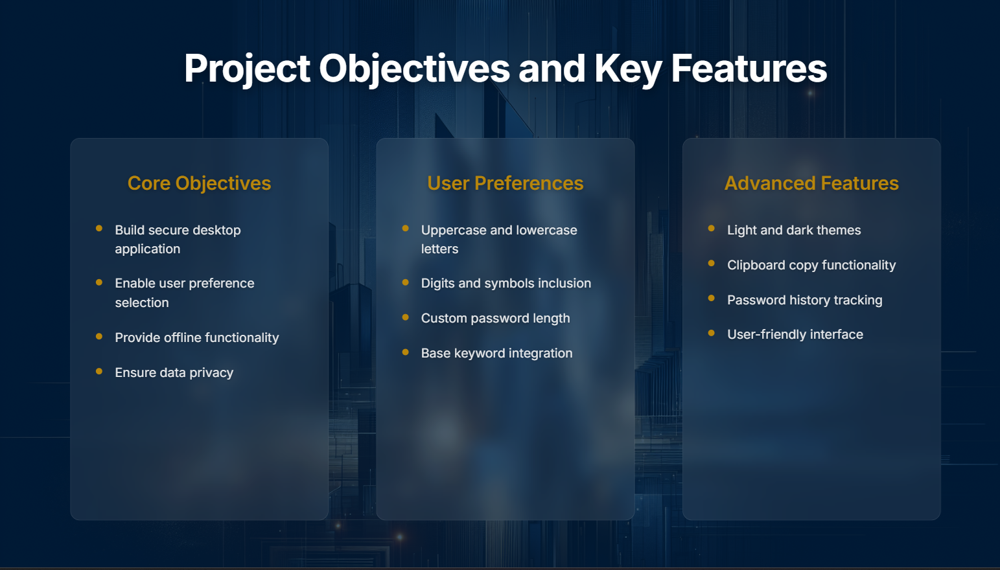 Project Objectives and Key Features
Core Objectives
Build secure desktop
application
Enable user preference
selection
Provide offline functionality
Ensure data privacy
User Preferences
Uppercase and lowercase
letters
Digits and symbols inclusion
Custom password length
Base keyword integration
Advanced Features
Light and dark themes
Clipboard copy functionality
Password history tracking
User-friendly interface